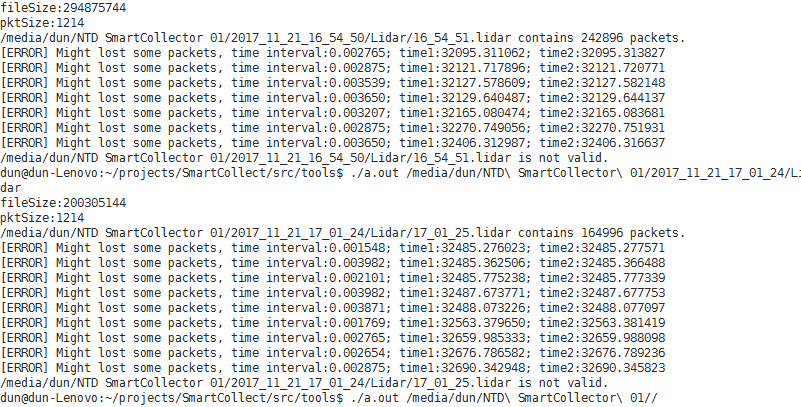 fileSize:294875744
pktSize:1214
/media/dun/NTD SmartCollector 01/2017_11_21_16_54_50/Lidar/16_54_51.lidar contains 242896 packets.
[ERROR] Might lost some packets, time interval:0.002765; time1:32095.311062; time2:32095.313827
[ERROR] Might lost some packets, time interval:0.002875; time1:32121.717896; time2:32121.720771
[ERROR] Might lost some packets, time interval:0.003539; time1:32127.578609; time2:32127.582148
[ERROR] Might lost some packets, time interval:0.003650; time1:32129.640487; time2:32129.644137
[ERROR] Might lost some packets, time interval:0.003207; time1:32165.080474; time2:32165.083681
[ERROR] Might lost some packets, time interval:0.002875; time1:32270.749056; time2:32270.751931
[ERROR] Might lost some packets, time interval:0.003650; time1:32406.312987; time2:32406.316637
/media/dun/NTD SmartCollector 01/2017_11_21_16_54_50/Lidar/16_54_51.lidar is not valid.
dun@dun-Lenovo:~/projects/SmartCollect/src/tools$ ./a.out /media/dun/NTD\ SmartCollector\ 01/2017_11_21_17_01_24/Li
dar
fileSize:200305144
pktSize:1214
/media/dun/NTD SmartCollector 01/2017_11_21_17_01_24/Lidar/17_01_25.lidar contains 164996 packets.
[ERROR] Might lost some packets, time interval:0.001548; time1:32485.276023; time2:32485.277571
[ERROR] Might lost some packets, time interval:0.003982; time1:32485.362506; time2:32485.366488
[ERROR] Might lost some packets, time interval:0.002101; time1:32485.775238; time2:32485.777339
[ERROR] Might lost some packets, time interval:0.003982; time1:32487.673771; time2:32487.677753
[ERROR] Might lost some packets, time interval:0.003871; time1:32488.073226; time2:32488.077097
[ERROR] Might lost some packets, time interval:0.001769; time1:32563.379650; time2:32563.381419
[ERROR] Might lost some packets, time interval:0.002765; time1:32659.985333; time2:32659.988098
[ERROR] Might lost some packets, time interval:0.002654; time1:32676.786582; time2:32676.789236
[ERROR] Might lost some packets, time interval:0.002875; time1:32690.342948; time2:32690.345823
/media/dun/NTD SmartCollector 01/2017_11_21_17_01_24/Lidar/17_01_25.lidar is not valid.
dun@dun-Lenovo:~/projects/SmartCollect/src/tools$ ./a.out /media/dun/NTD\ SmartCollector\ 01//